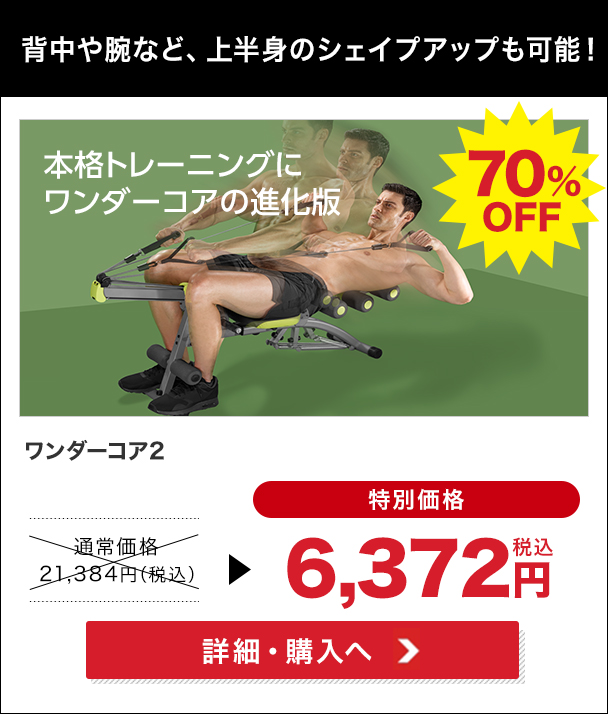 背中や腕など、上半身のシェイプアップも可能！
本格トレーニングに
ワンダーコアの進化版
70%
OFF
ワンダーコア2
特別価格
通常価格
21,384円（税込）
6,372円
税込
詳細・購入へ